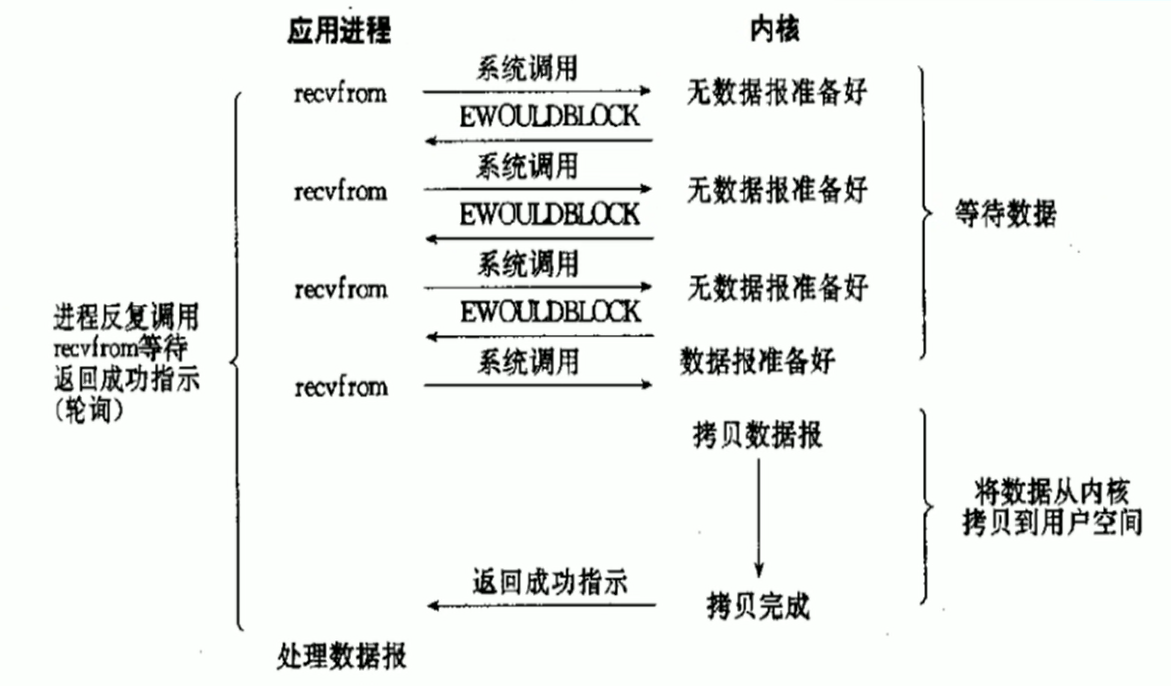 应用进程
内核
系统调用
recvfrom
无数据报准备好
EWOULDBLOCK
系统调用
recvfrom
无数据报准备好
EWOULDBLOCK
等待数据
系统调用
recvfrom
无数据报准备好
EWOULDBLOCK
进程反复调用
recvfrom等待
返回成功指示
(轮询)
系统调用
recvfrom
数据报准备好
拷贝数据报
将数据从内核
拷贝到用户空间
返回成功指示
拷贝完成
处理数据报